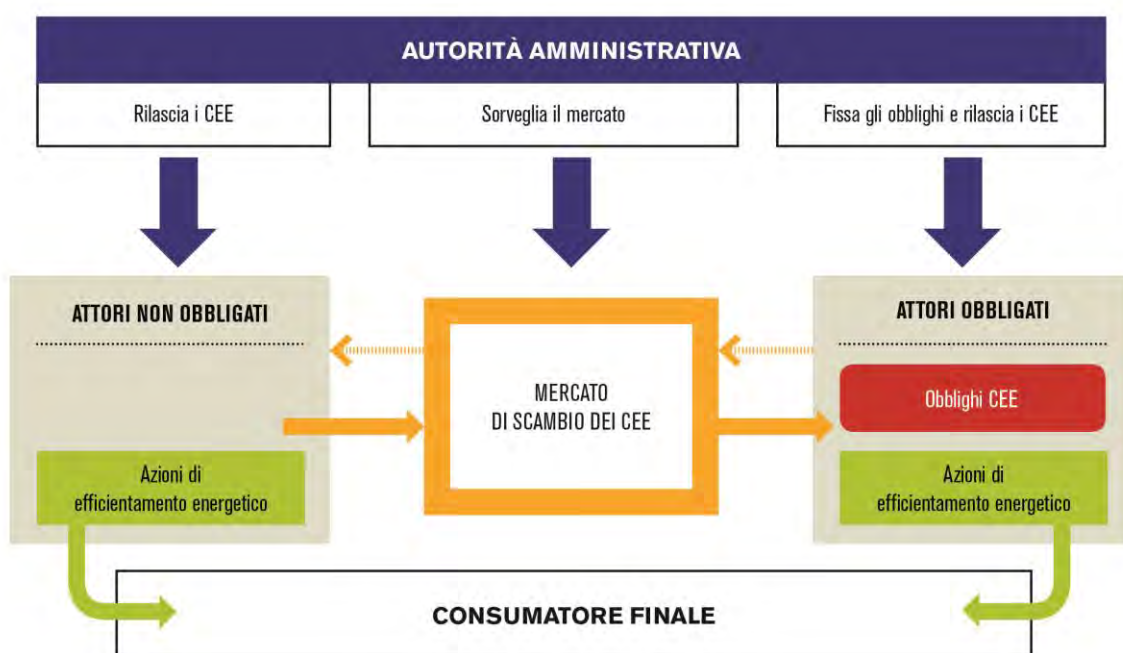 AUTORITÀ AMMINISTRATIVA
Rilascia i CEE
Sorveglia il mercato
Fissa gli obblighi e rilascia i CEE
ATTORI NON OBBLIGATI
Azioni di
efficientamento energetico
MERCATO
DI SCAMBIO DEI CEE
ATTORI OBBLIGATI
Obblighi CEE
Azioni di
efficientamento energetico
CONSUMATORE FINALE